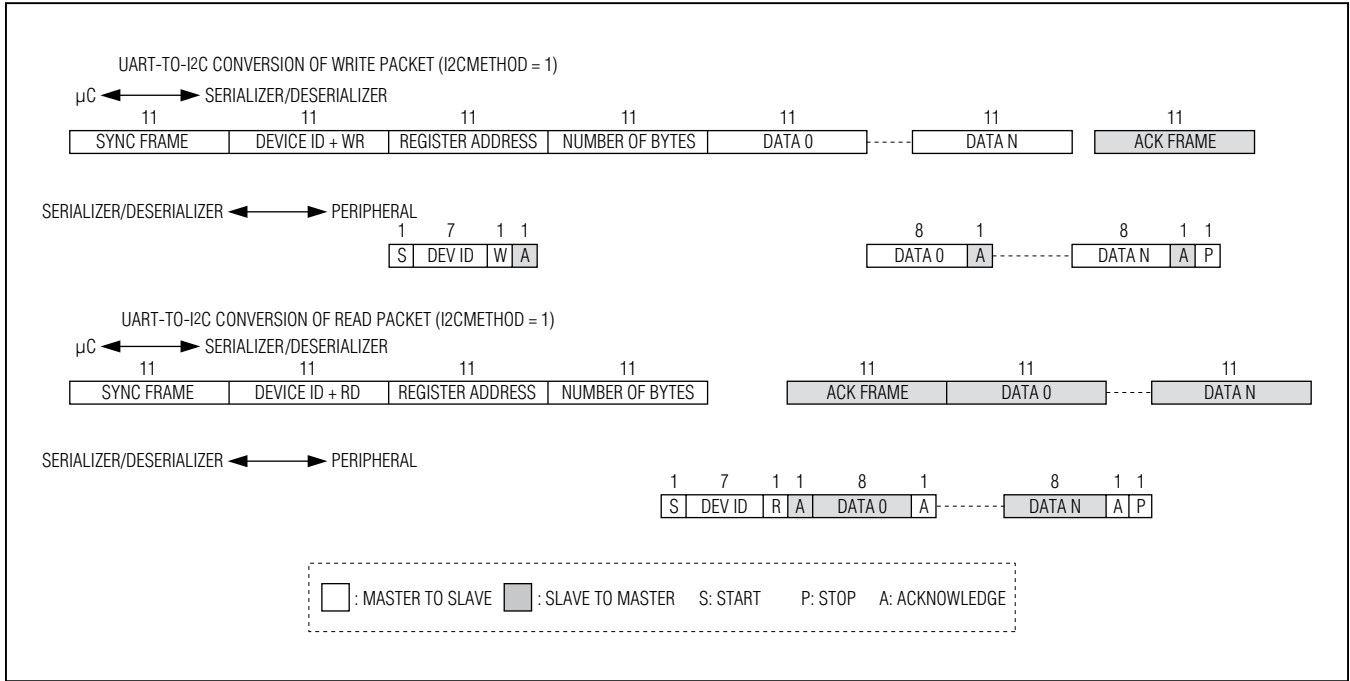 UART-TO-I2C CONVERSION OF WRITE PACKET (I2CMETHOD = 1)
µC SERIALIZER/DESERIALIZER
11 11 11 11 11 11 11
SYNC FRAME DEVICE ID + WR REGISTER ADDRESS NUMBER OF BYTES DATA 0 DATA N ACK FRAME
SERIALIZER/DESERIALIZER PERIPHERAL
1 7 1 1 8 1 8 1 1
S DEV ID W A DATA 0 A DATA N A P
UART-TO-I2C CONVERSION OF READ PACKET (I2CMETHOD = 1)
µC SERIALIZER/DESERIALIZER
11 11 11 11 11 11 11
SYNC FRAME DEVICE ID + RD REGISTER ADDRESS NUMBER OF BYTES ACK FRAME DATA 0 DATA N
SERIALIZER/DESERIALIZER PERIPHERAL
1 7 1 1 8 1 8 1 1
S DEV ID R A DATA 0 A DATA N A P
: MASTER TO SLAVE : SLAVE TO MASTER S: START P: STOP A: ACKNOWLEDGE